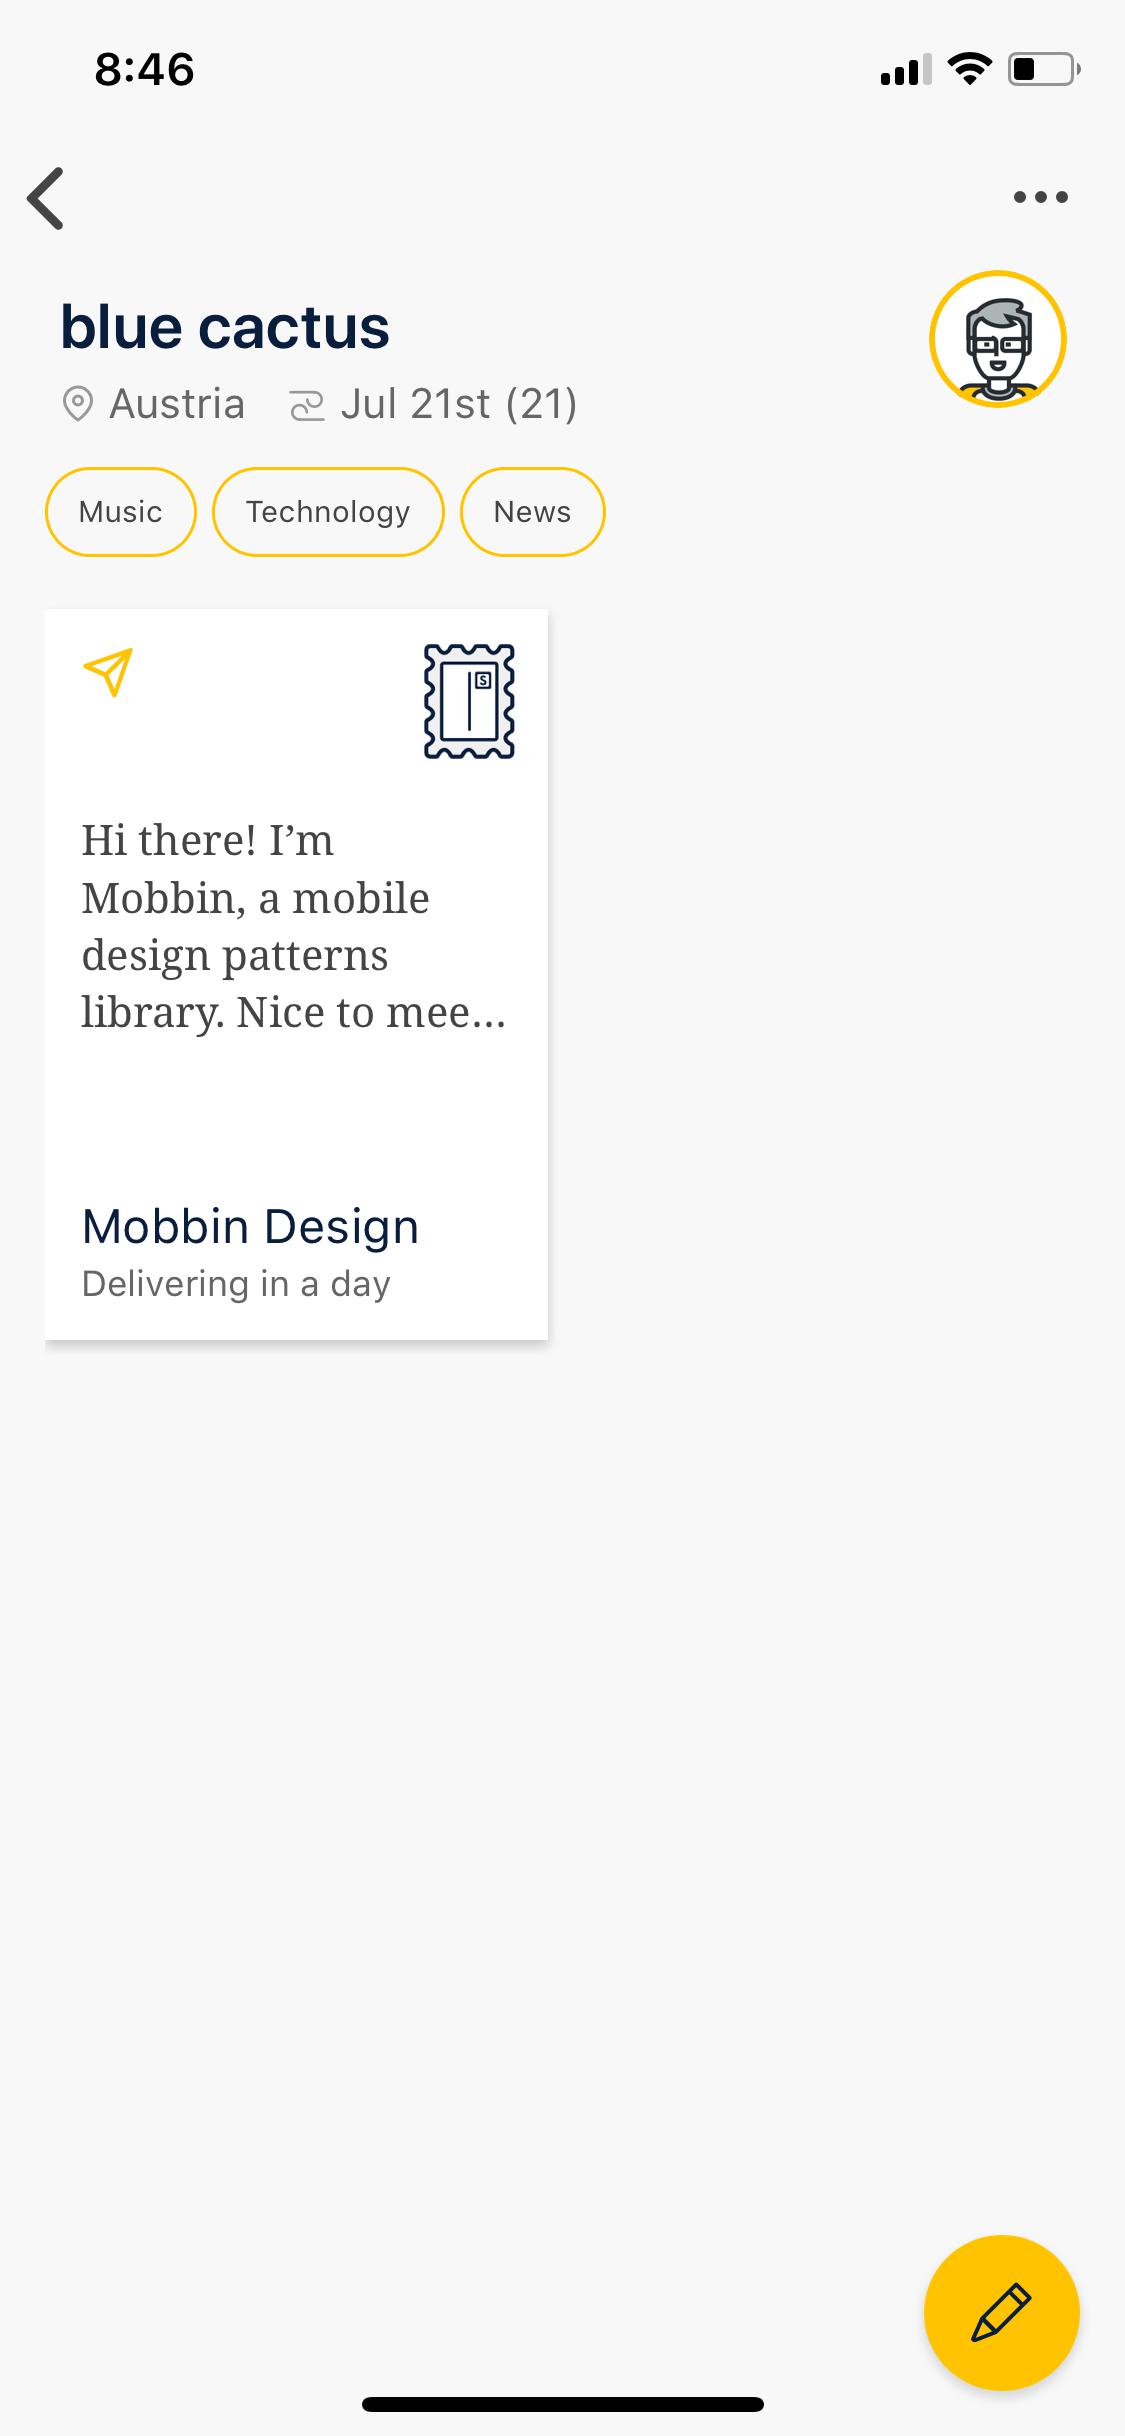 8:46
blue cactus
Austria Jul 21st (21)
Music Technology News
S
Hi there! I’m
Mobbin, a mobile
design patterns
library. Nice to mee…
Mobbin Design
Delivering in a day